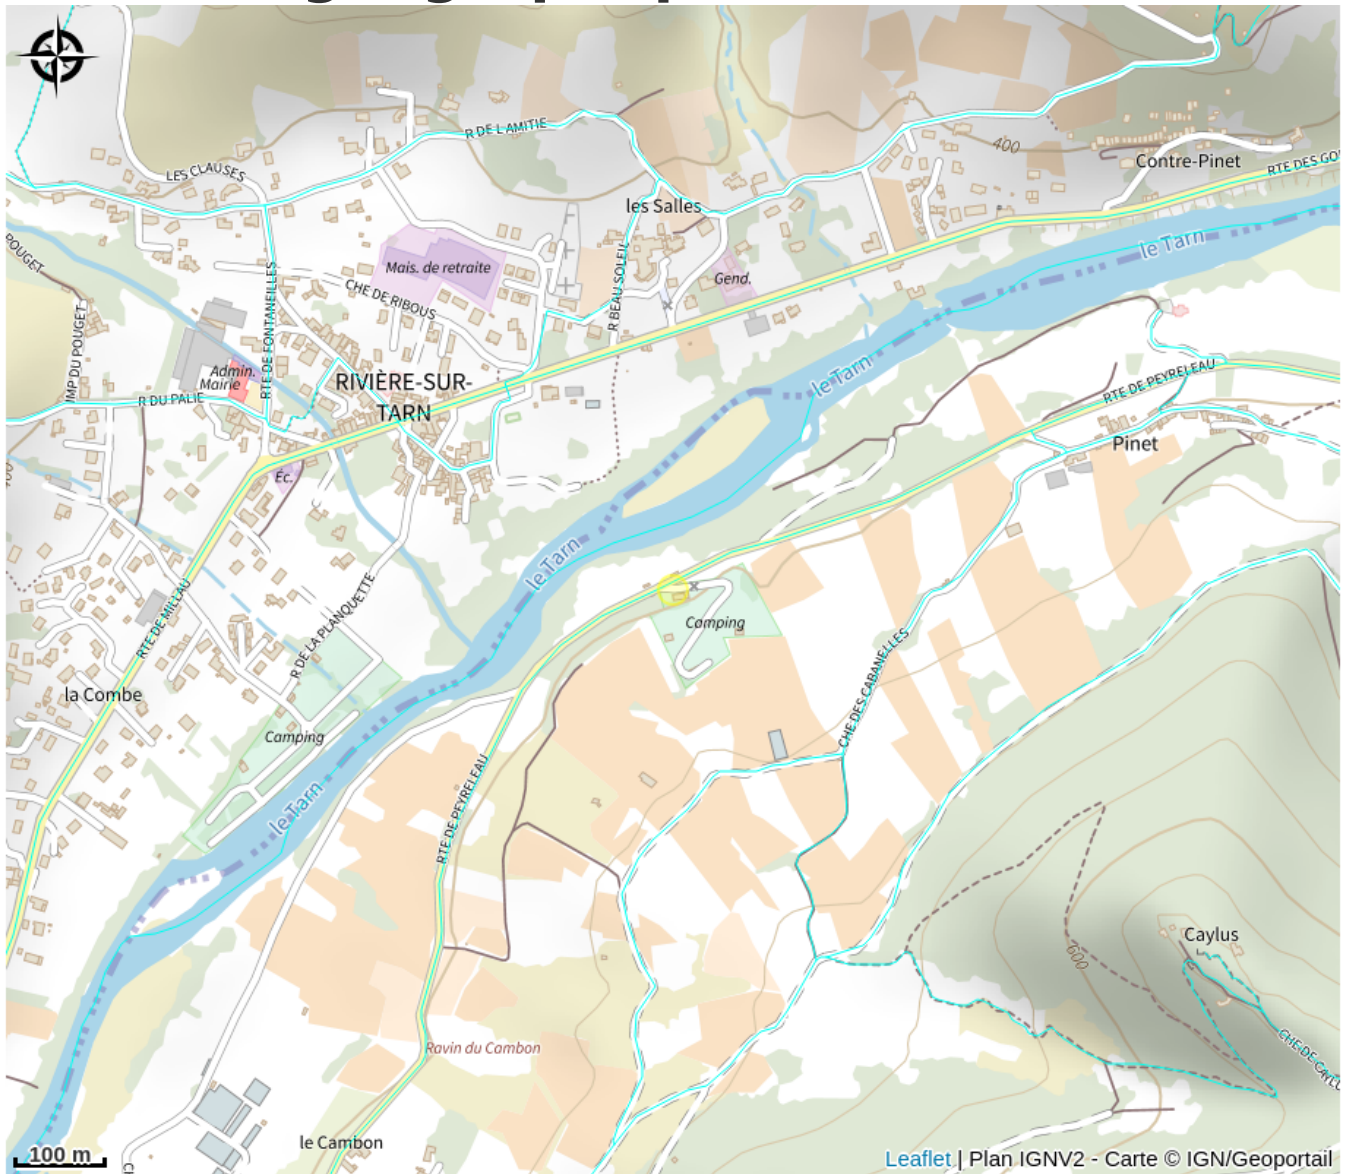 R DE L'AMITIE
400
Contre-Pinet
RTE DES GO
LES CLAUSES
les Salles
le Tarn
POUGET
Mais. de retraite
Gend.
CHE DE RIBOUS
R BEAU SOLEIL
RTE DE FONTANEILLES
IMP DU POUGET
Admin.
Mairie
RIVIÈRE-SUR-
TARN
R DU PALIE
le Tarn
RTE DE PEYRELEAU
Pinet
Éc.
le Tarn
RTE DE MILLAU
R DE LA PLANQUETTE
Camping
CHE DES CABANELLES
la Combe
Camping
le Tarn
RTE DE PEYRELEAU
Caylus
600
Ravin du Cambon
CHE DE CAYLU
le Cambon
100 m
Leaflet | Plan IGNV2 - Carte © IGN/Geoportail